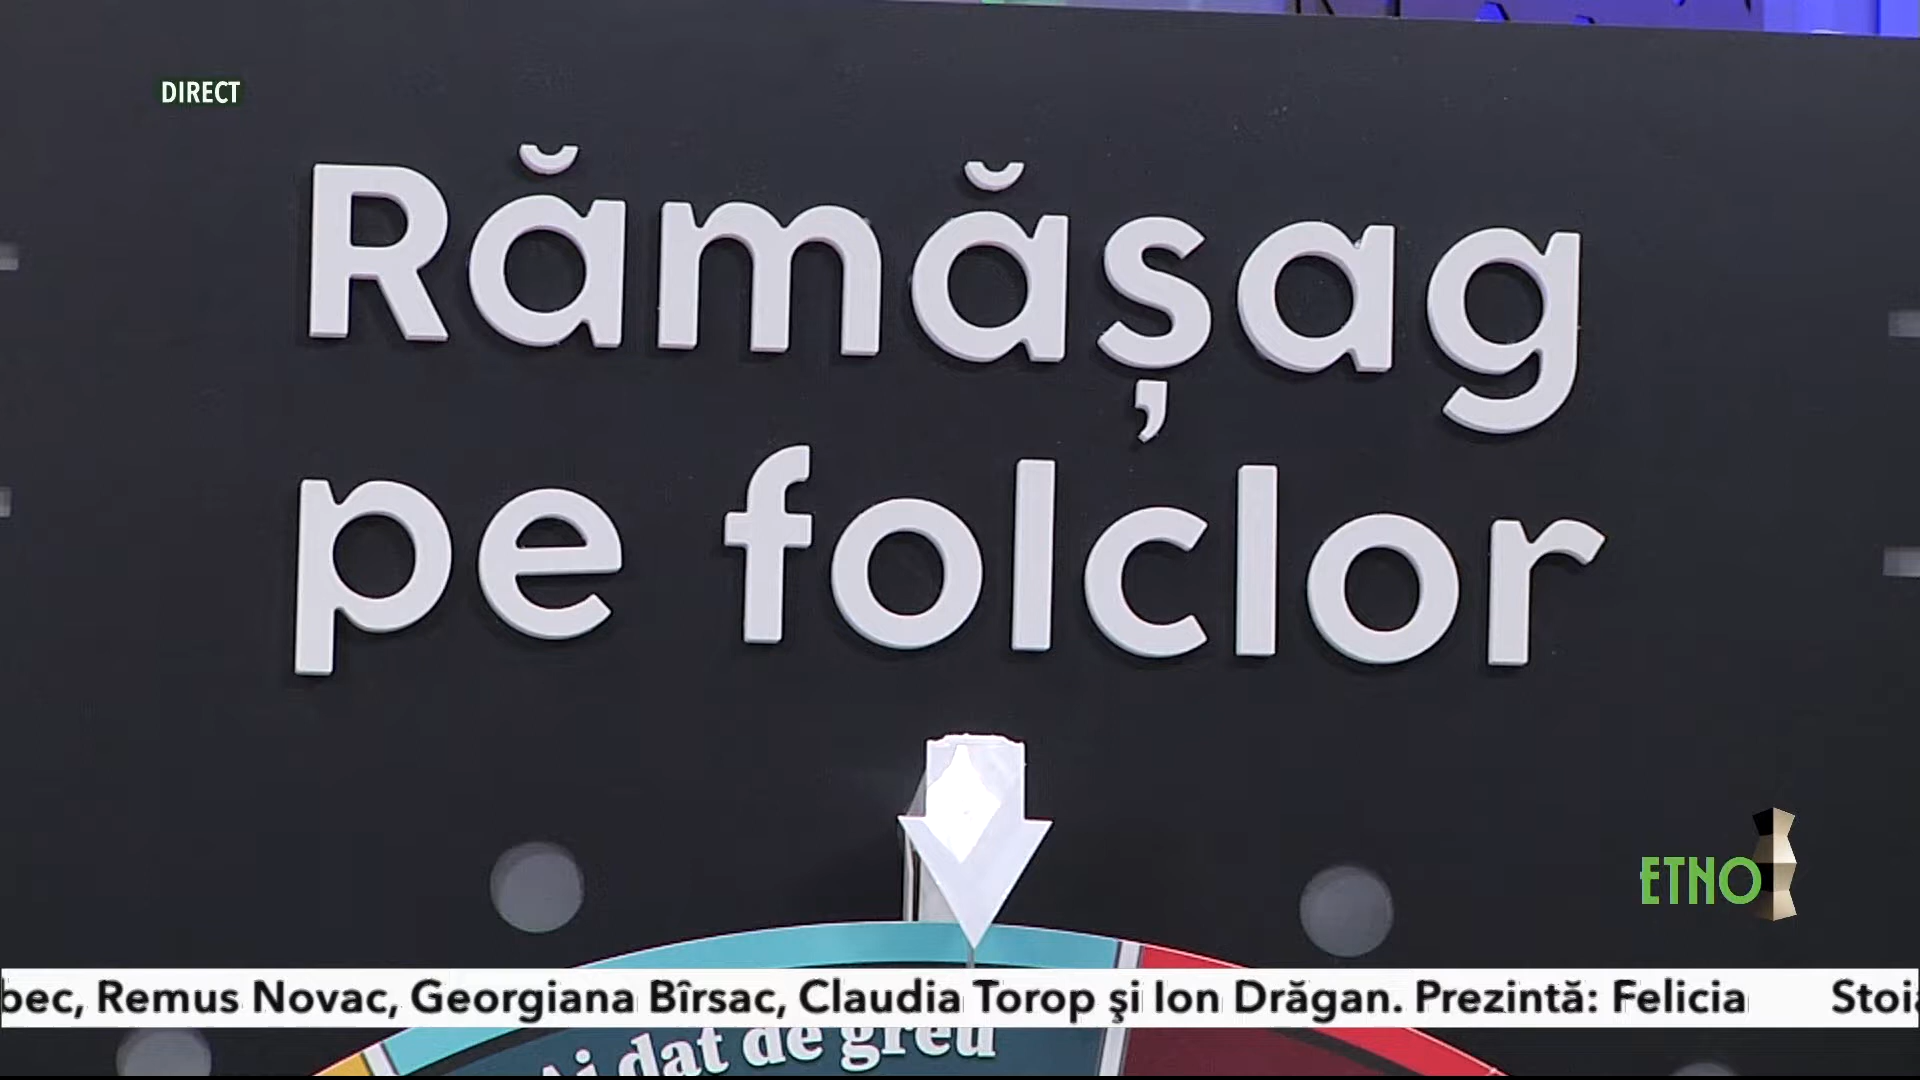 DIRECT
Rămășag
pe folclor
ETNO
Remus Novac, Georgiana Bîrsac, Claudia Torop şi Ion Drăgan. Prezintă: Felicia
Ai dat de greu